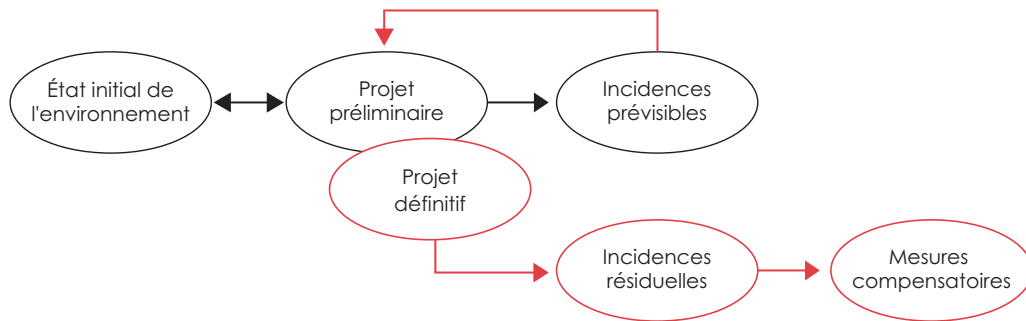 État initial de
l'environnement
Projet
préliminaire
Incidences
prévisibles
Projet
définitif
Incidences
résiduelles
Mesures
compensatoires